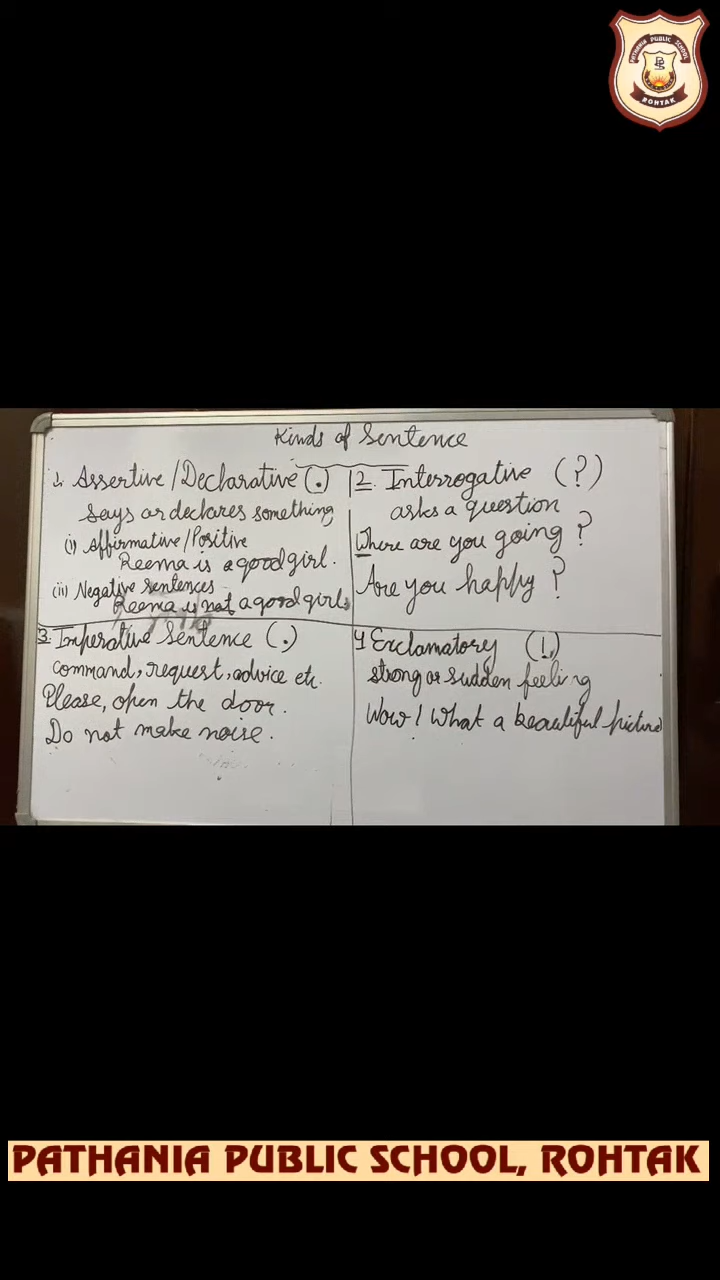 PATHANIA PUBLIC SCHOOL
ROHTAK
Kinds of Sentence
1. Assertive/Declarative (.)
says or declares something
(i) Affirmative/Positive
Reema is a good girl.
(ii) Negative sentences
Reema is not a good girl.
2. Interrogative (?)
asks a question
Where are you going?
Are you happy?
3. Imperative Sentence (.)
command, request, advice etc.
Please, open the door.
Do not make noise.
4 Exclamatory (!)
strong or sudden feeling
Wow! What a beautiful picture
PATHANIA PUBLIC SCHOOL, ROHTAK